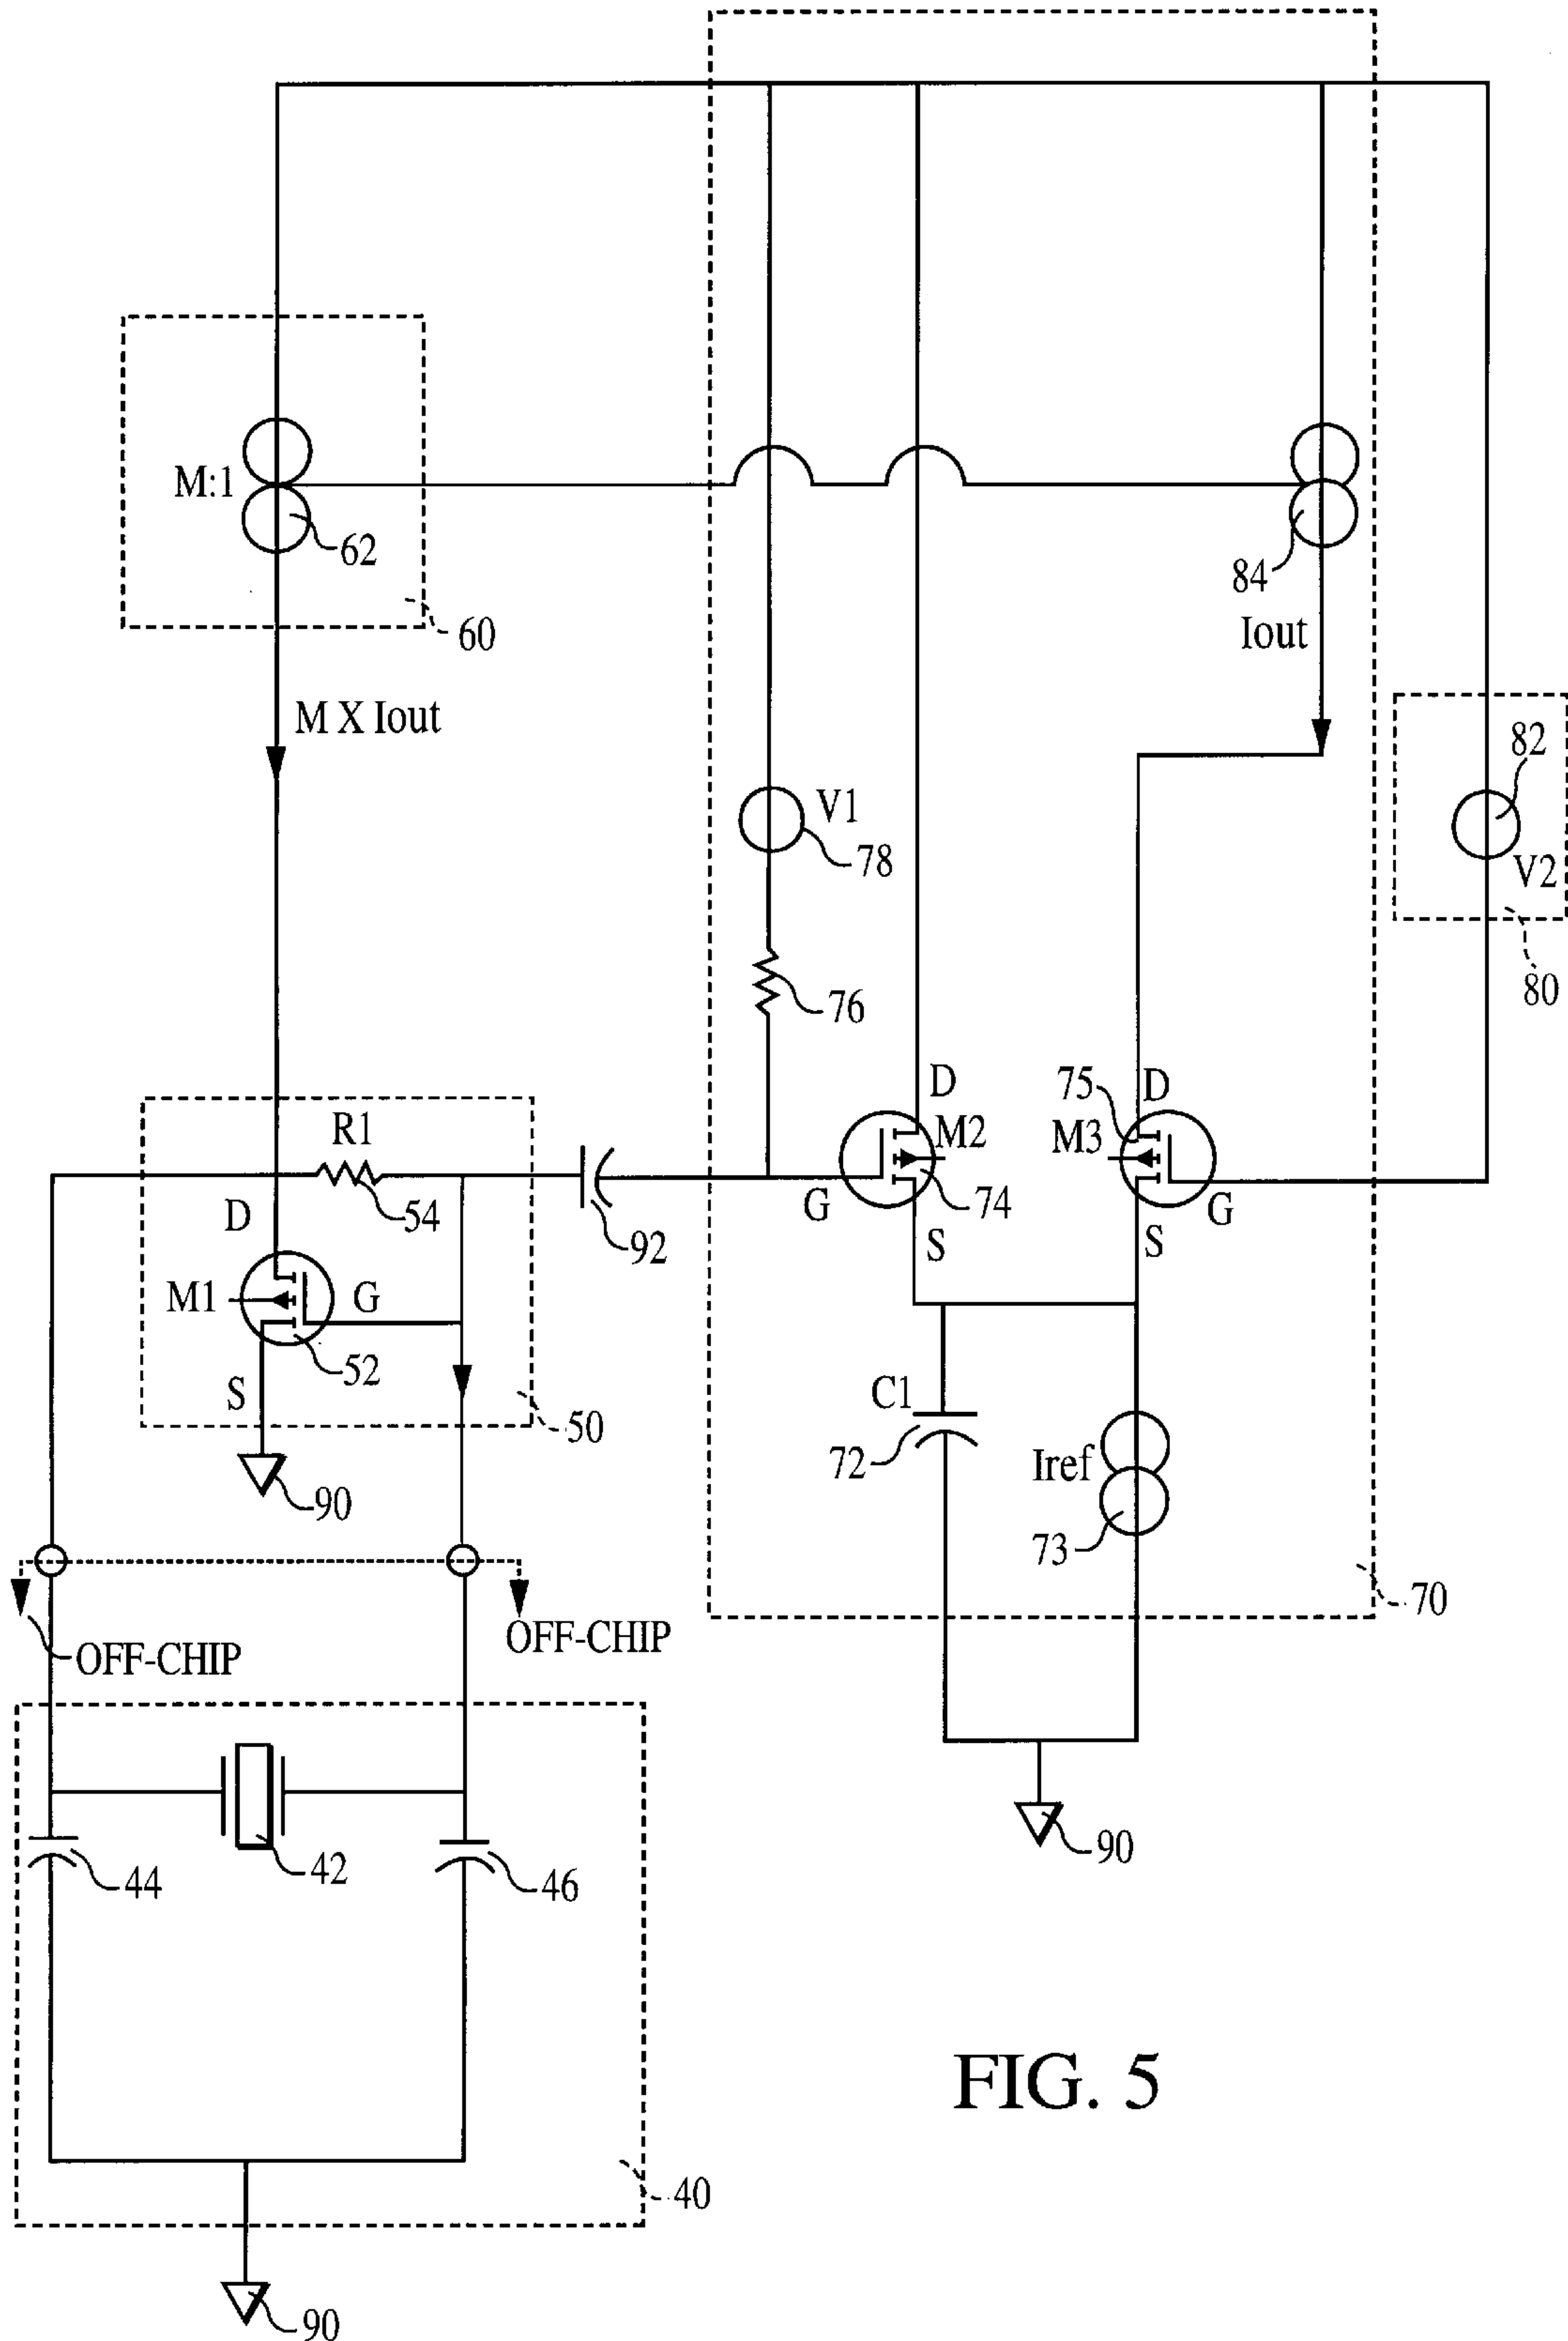 M:1
62
60
84
Iout
M X Iout
82
V1
78
V2
80
76
D
75
D
M2
M3
R1
54
D
92
G
74
S
S
G
M1
G
52
S
50
C1
72
Iref
73
90
70
OFF-CHIP
OFF-CHIP
42
44
46
90
FIG. 5
40
90